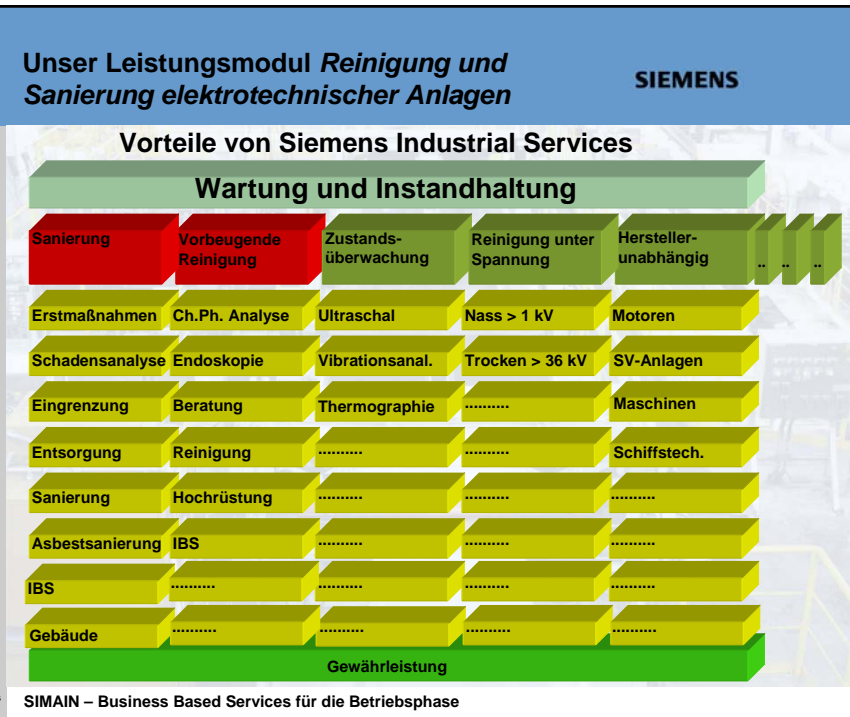 Unser Leistungsmodul Reinigung und
Sanierung elektrotechnischer Anlagen
SIEMENS
Vorteile von Siemens Industrial Services
Wartung und Instandhaltung
Sanierung
Vorbeugende
Reinigung
Zustands-
überwachung
Reinigung unter
Spannung
Hersteller-
unabhängig
.. .. ..
Erstmaßnahmen Ch.Ph. Analyse Ultraschal Nass > 1 kV Motoren
Schadensanalyse Endoskopie Vibrationsanal. Trocken > 36 kV SV-Anlagen
Eingrenzung Beratung Thermographie .......... Maschinen
Entsorgung Reinigung .......... .......... Schiffstech.
Sanierung Hochrüstung .......... .......... ..........
Asbestsanierung IBS .......... .......... ..........
IBS .......... .......... .......... ..........
Gebäude .......... .......... .......... ..........
Gewährleistung
SIMAIN – Business Based Services für die Betriebsphase